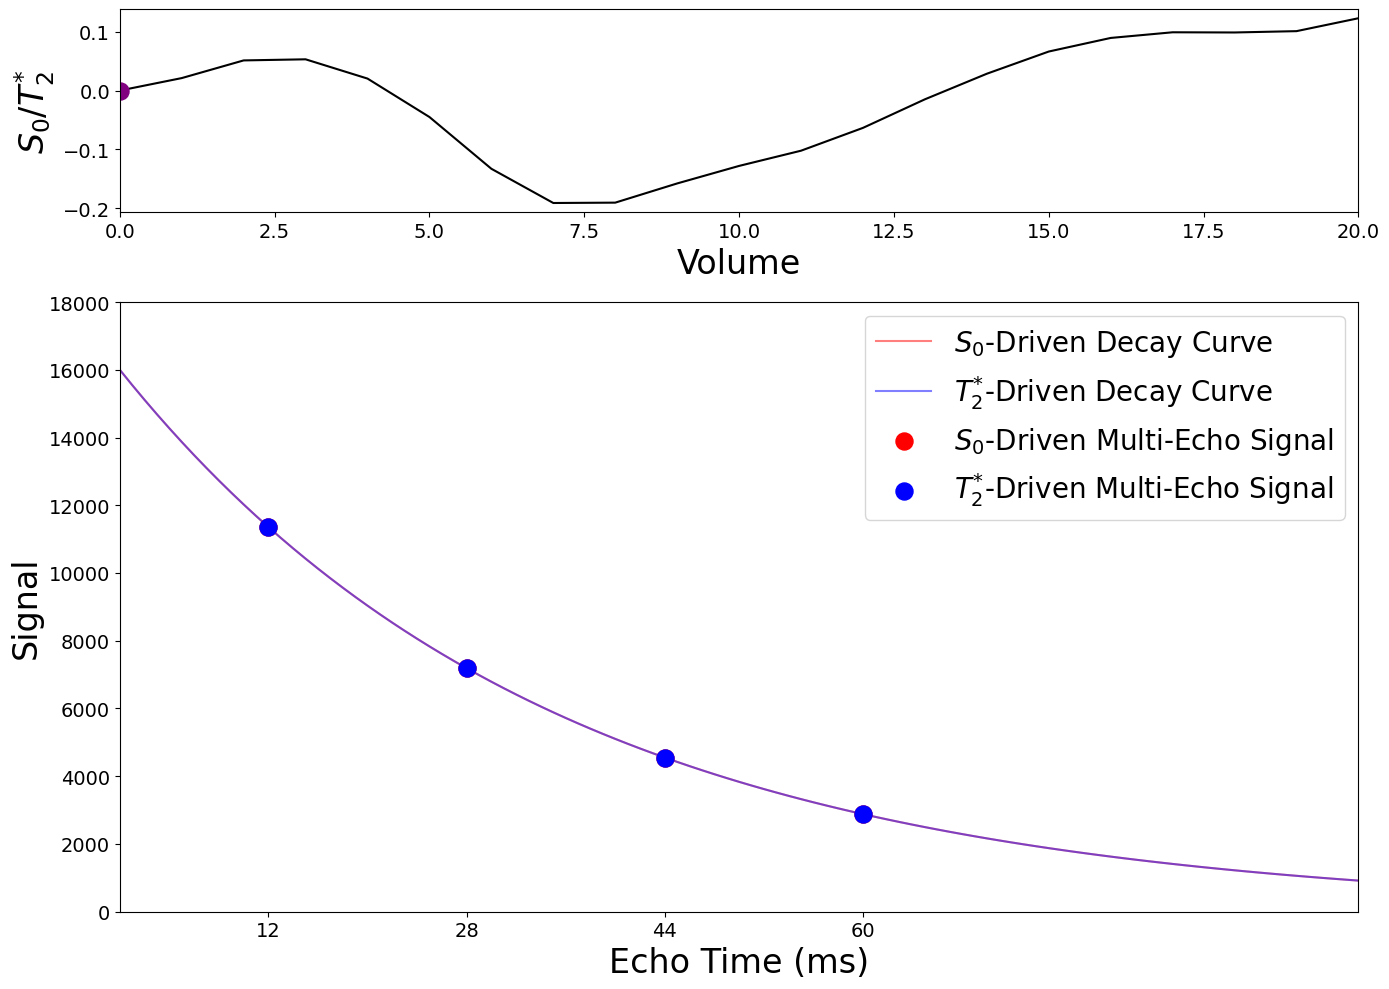 0.1
0.0
−0.1
−0.2
S₀/T₂*
0.0 2.5 5.0 7.5 10.0 12.5 15.0 17.5 20.0
Volume
18000
16000
14000
12000
10000
8000
6000
4000
2000
0
Signal
S₀-Driven Decay Curve
T₂*-Driven Decay Curve
S₀-Driven Multi-Echo Signal
T₂*-Driven Multi-Echo Signal
12 28 44 60
Echo Time (ms)